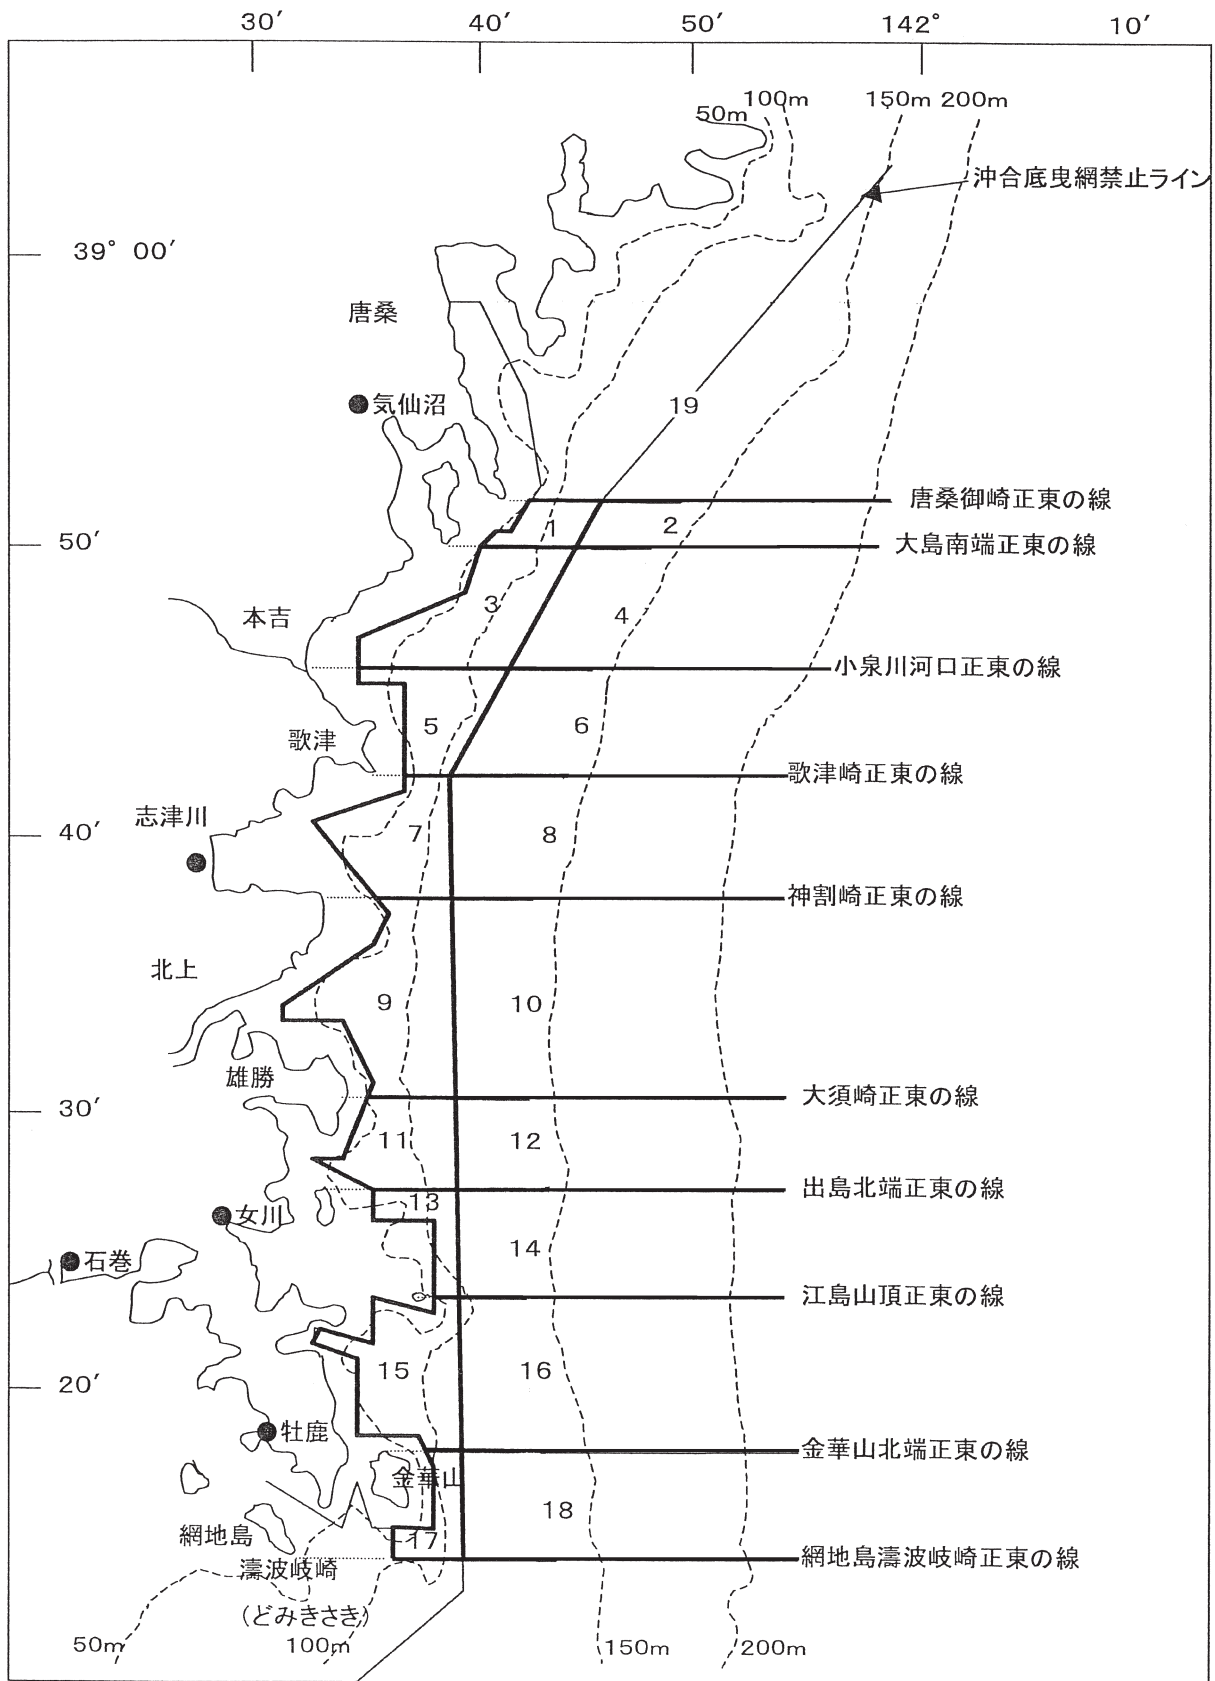 30′ 40′ 50′ 142° 10′
100m 150m 200m
50m
沖合底曳網禁止ライン
39° 00′
唐桑
気仙沼
19
唐桑御崎正東の線
1 2
50′
大島南端正東の線
3 4
本吉
小泉川河口正東の線
5 6
歌津
歌津崎正東の線
志津川
40′
7 8
神割崎正東の線
北上
9 10
雄勝
大須崎正東の線
30′
11 12
出島北端正東の線
13
女川
14
石巻
江島山頂正東の線
15 16
20′
牡鹿
金華山北端正東の線
金華山
18
網地島
17
網地島濤波岐崎正東の線
濤波岐崎
(どみきさき)
50m 100m 150m 200m